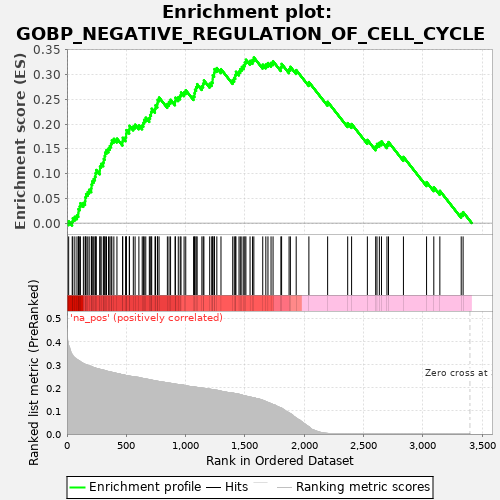 Enrichment plot:
GOBP_NEGATIVE_REGULATION_OF_CELL_CYCLE
Enrichment score (ES)
0.35
0.30
0.25
0.20
0.15
0.10
0.05
0.00
'na_pos' (positively correlated)
Ranked list metric (PreRanked)
0.5
0.4
0.3
0.2
0.1
0.0
Zero cross at
0
500
1,000
1,500
2,000
2,500
3,000
3,500
Rank in Ordered Dataset
Enrichment profile
Hits
Ranking metric scores